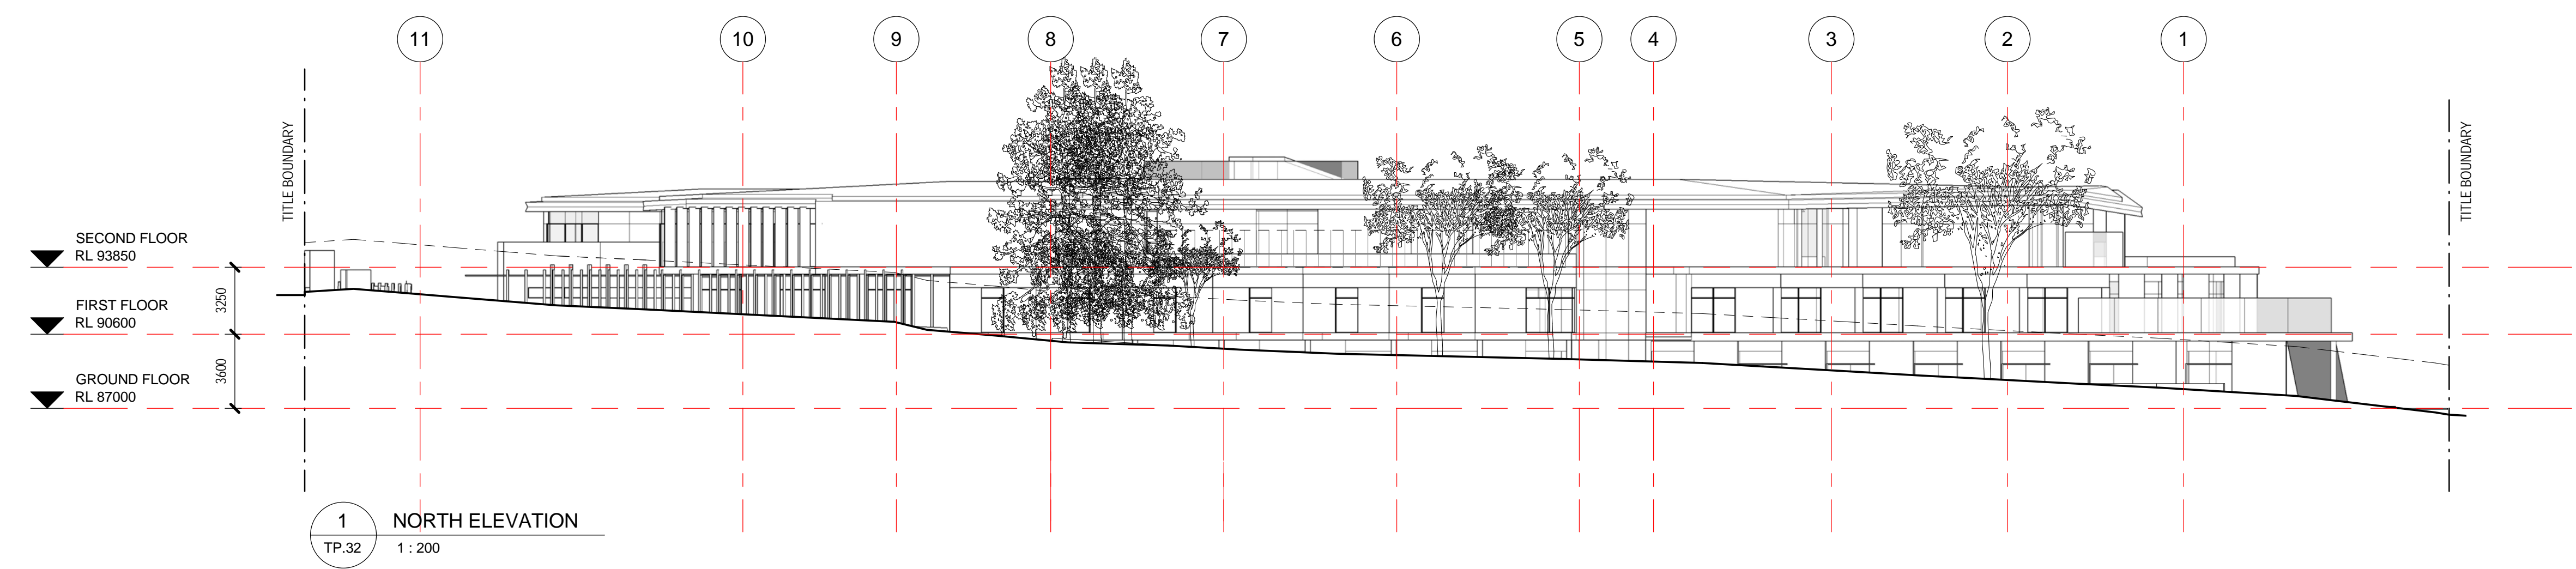 11
10
9
8
7
6
5
4
3
2
1
TITLE BOUNDARY
TITLE BOUNDARY
SECOND FLOOR
RL 93850
3250
FIRST FLOOR
RL 90600
3600
GROUND FLOOR
RL 87000
1
NORTH ELEVATION
TP.32
1 : 200